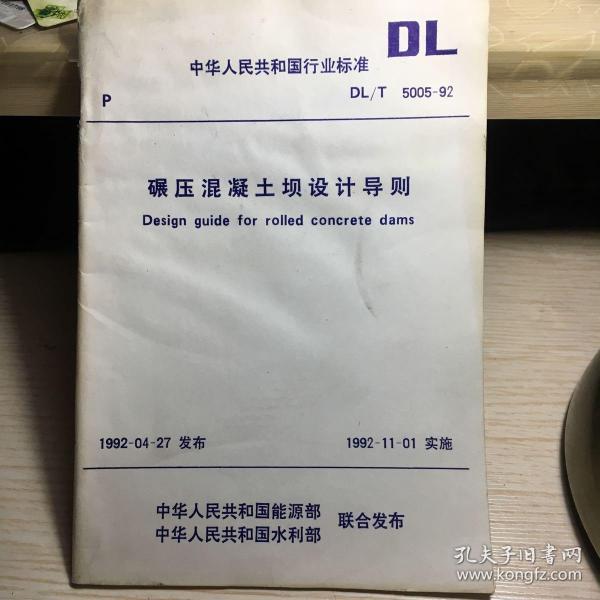 DL
中华人民共和国行业标准
P
DL/T 5005-92
碾压混凝土坝设计导则
Design guide for rolled concrete dams
1992-04-27 发布
1992-11-01 实施
中华人民共和国能源部
中华人民共和国水利部
联合发布
孔夫子旧书网
www.kongfz.com